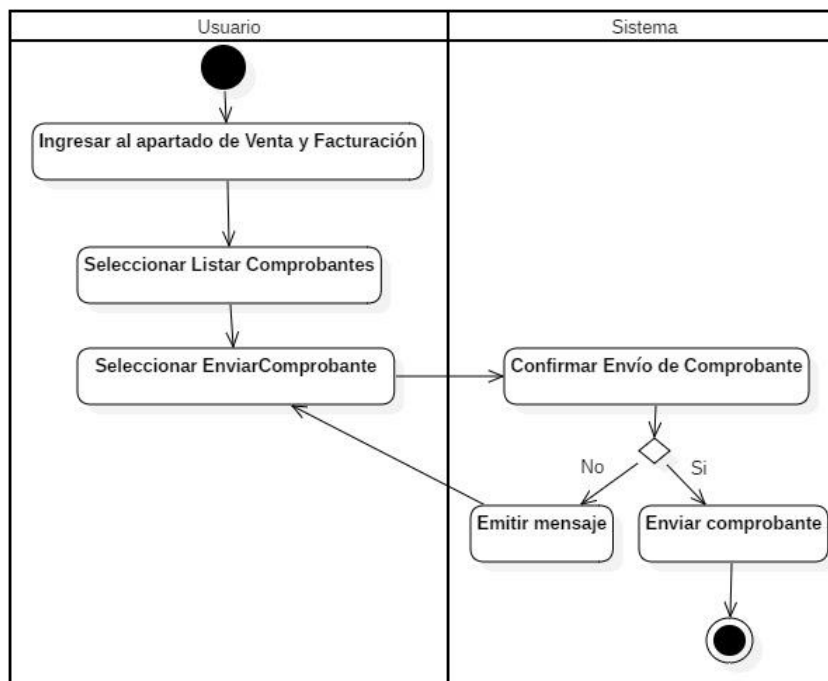 Usuario
Sistema
Ingresar al apartado de Venta y Facturación
Seleccionar Listar Comprobantes
Seleccionar EnviarComprobante
Confirmar Envío de Comprobante
No
Si
Emitir mensaje
Enviar comprobante